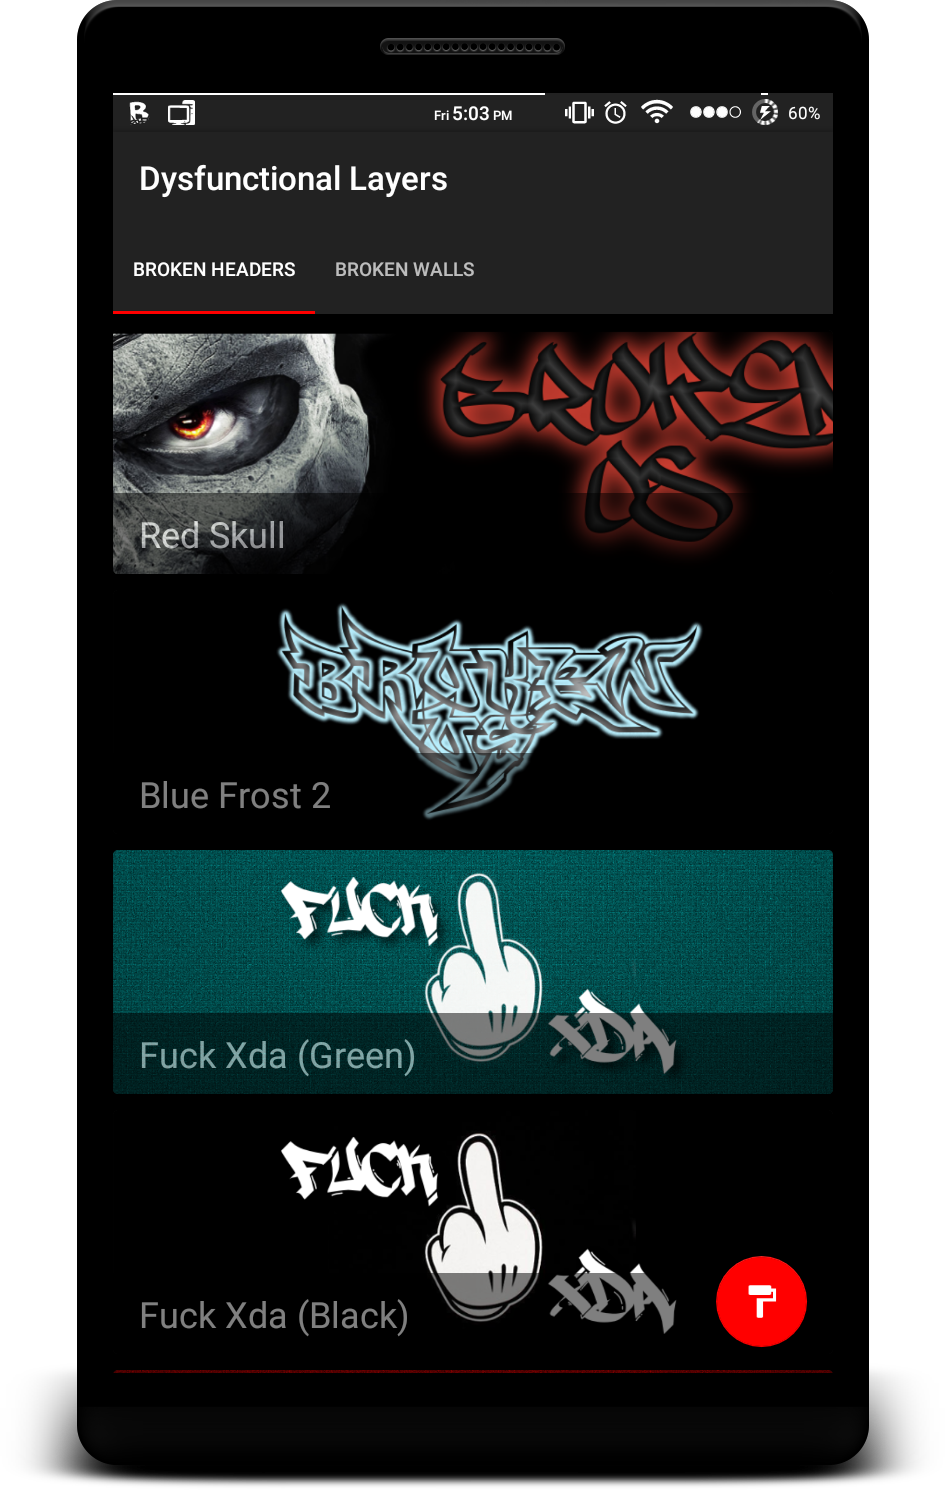 Fri 5:03 PM 60%
Dysfunctional Layers
BROKEN HEADERS BROKEN WALLS
BROKEN
OS
Red Skull
BROKEN
OS
Blue Frost 2
FUCK
XDA
Fuck Xda (Green)
FUCK
XDA
Fuck Xda (Black)